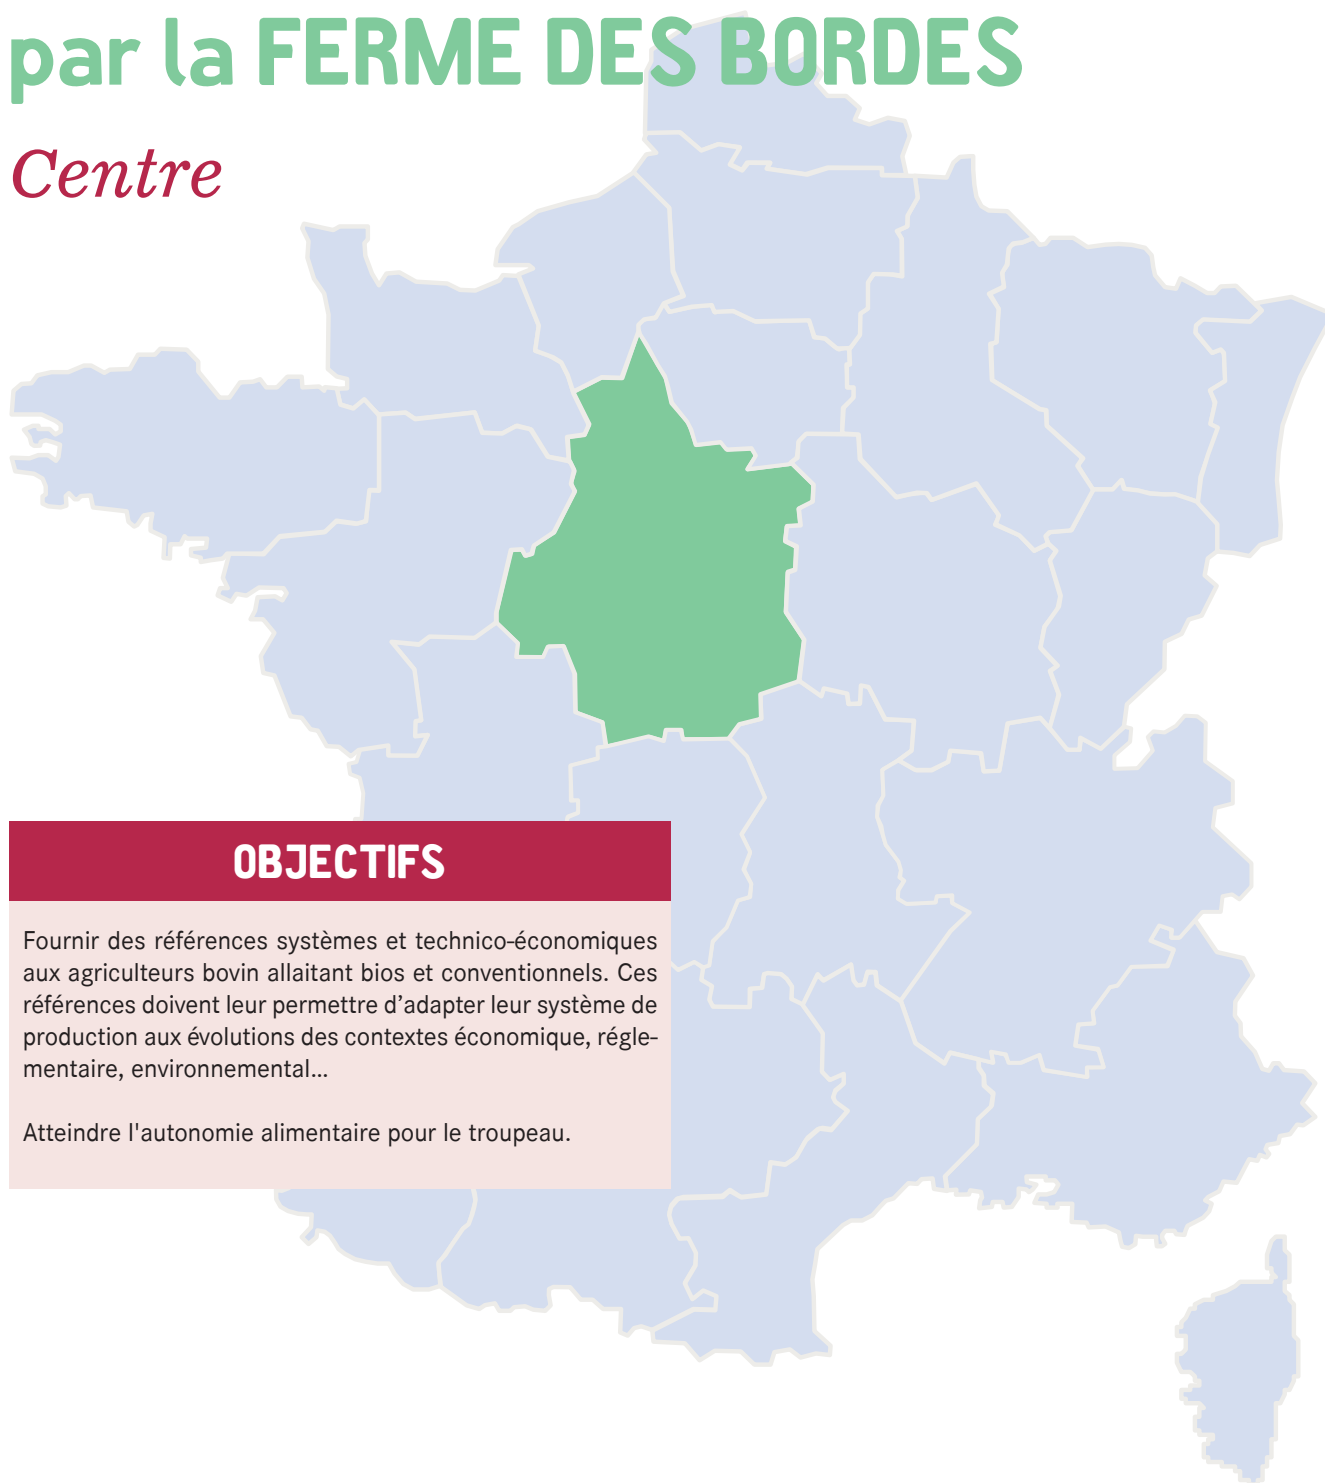 par la FERME DES BORDES
Centre
OBJECTIFS
Fournir des références systèmes et technico-économiques
aux agriculteurs bovin allaitant bios et conventionnels. Ces
références doivent leur permettre d’adapter leur système de
production aux évolutions des contextes économique, régle-
mentaire, environnemental...
Atteindre l'autonomie alimentaire pour le troupeau.